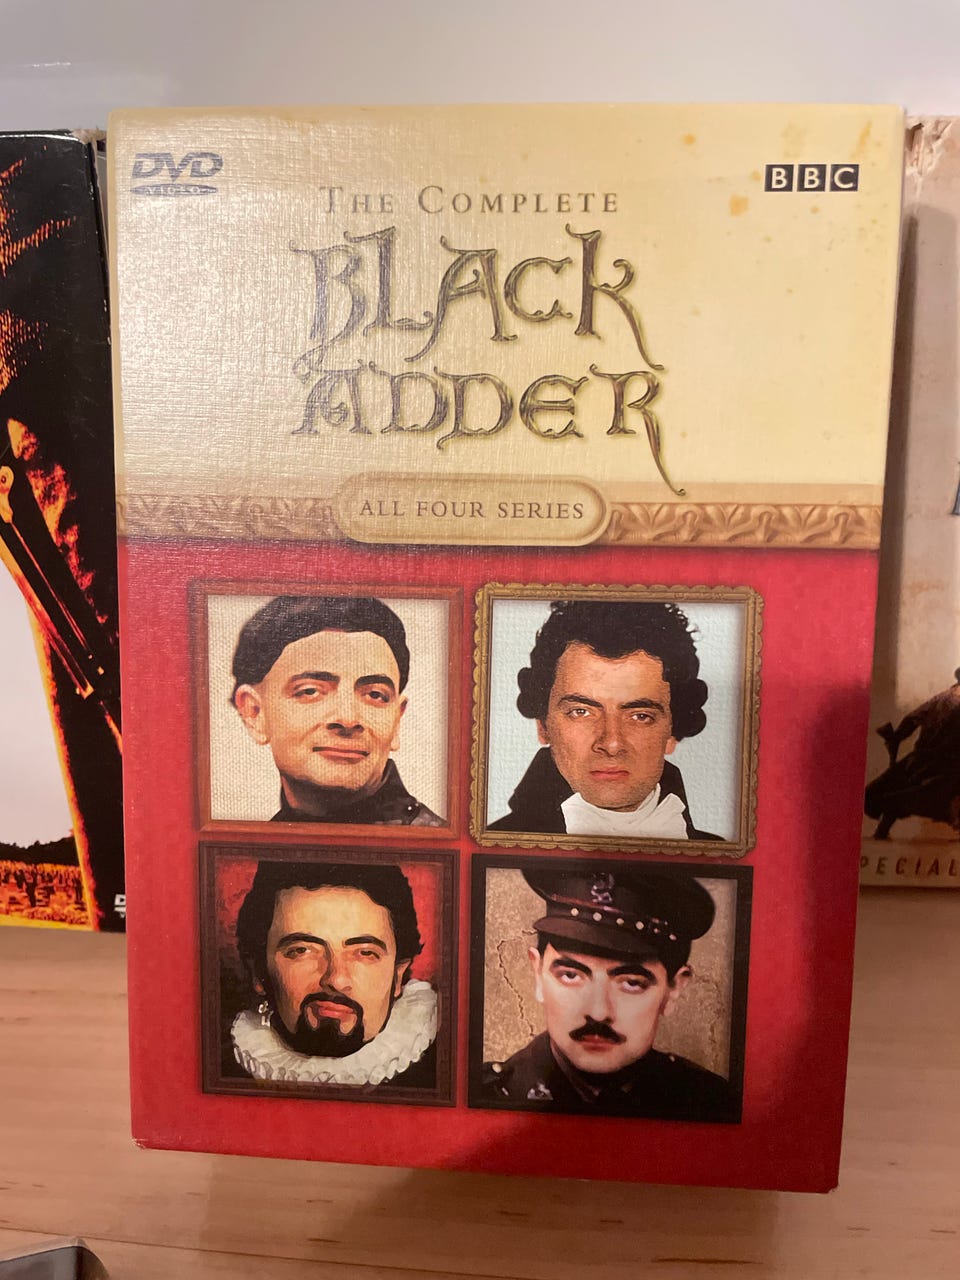 DVD
VIDEO
BBC
THE COMPLETE
BLACK
ADDER
ALL FOUR SERIES
PECIAL